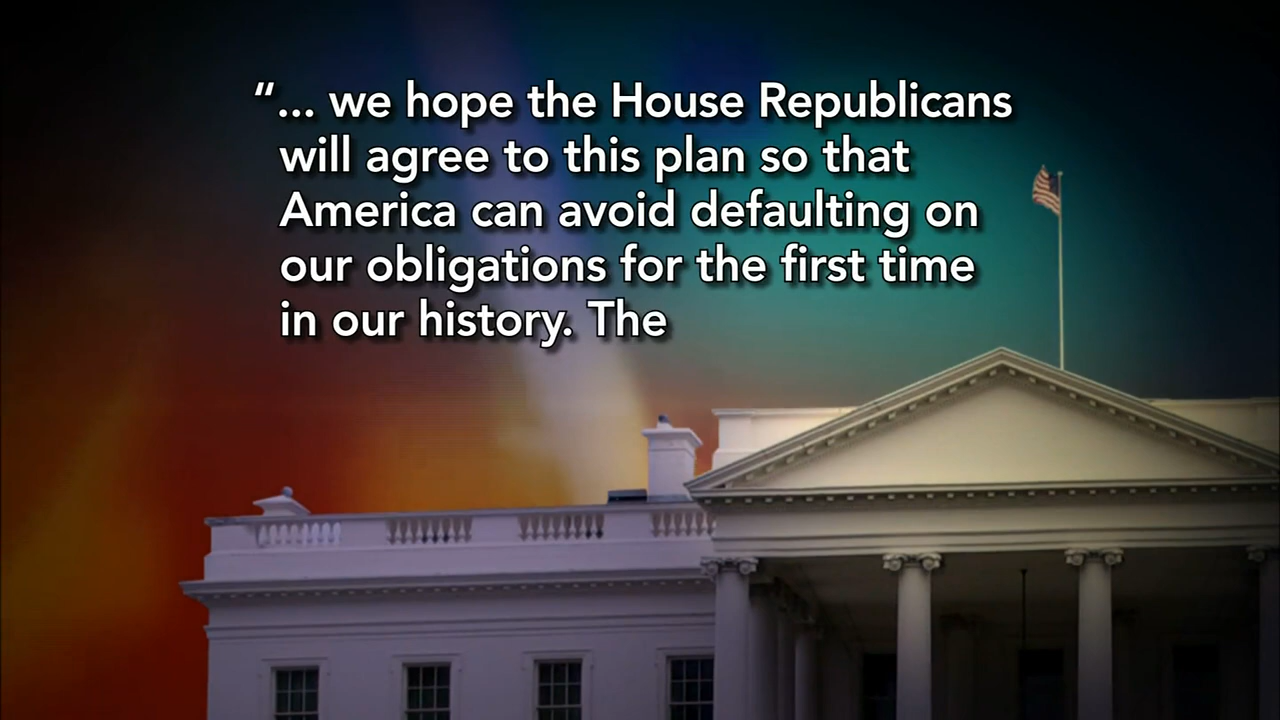 "... we hope the House Republicans
will agree to this plan so that
America can avoid defaulting on
our obligations for the first time
in our history. The